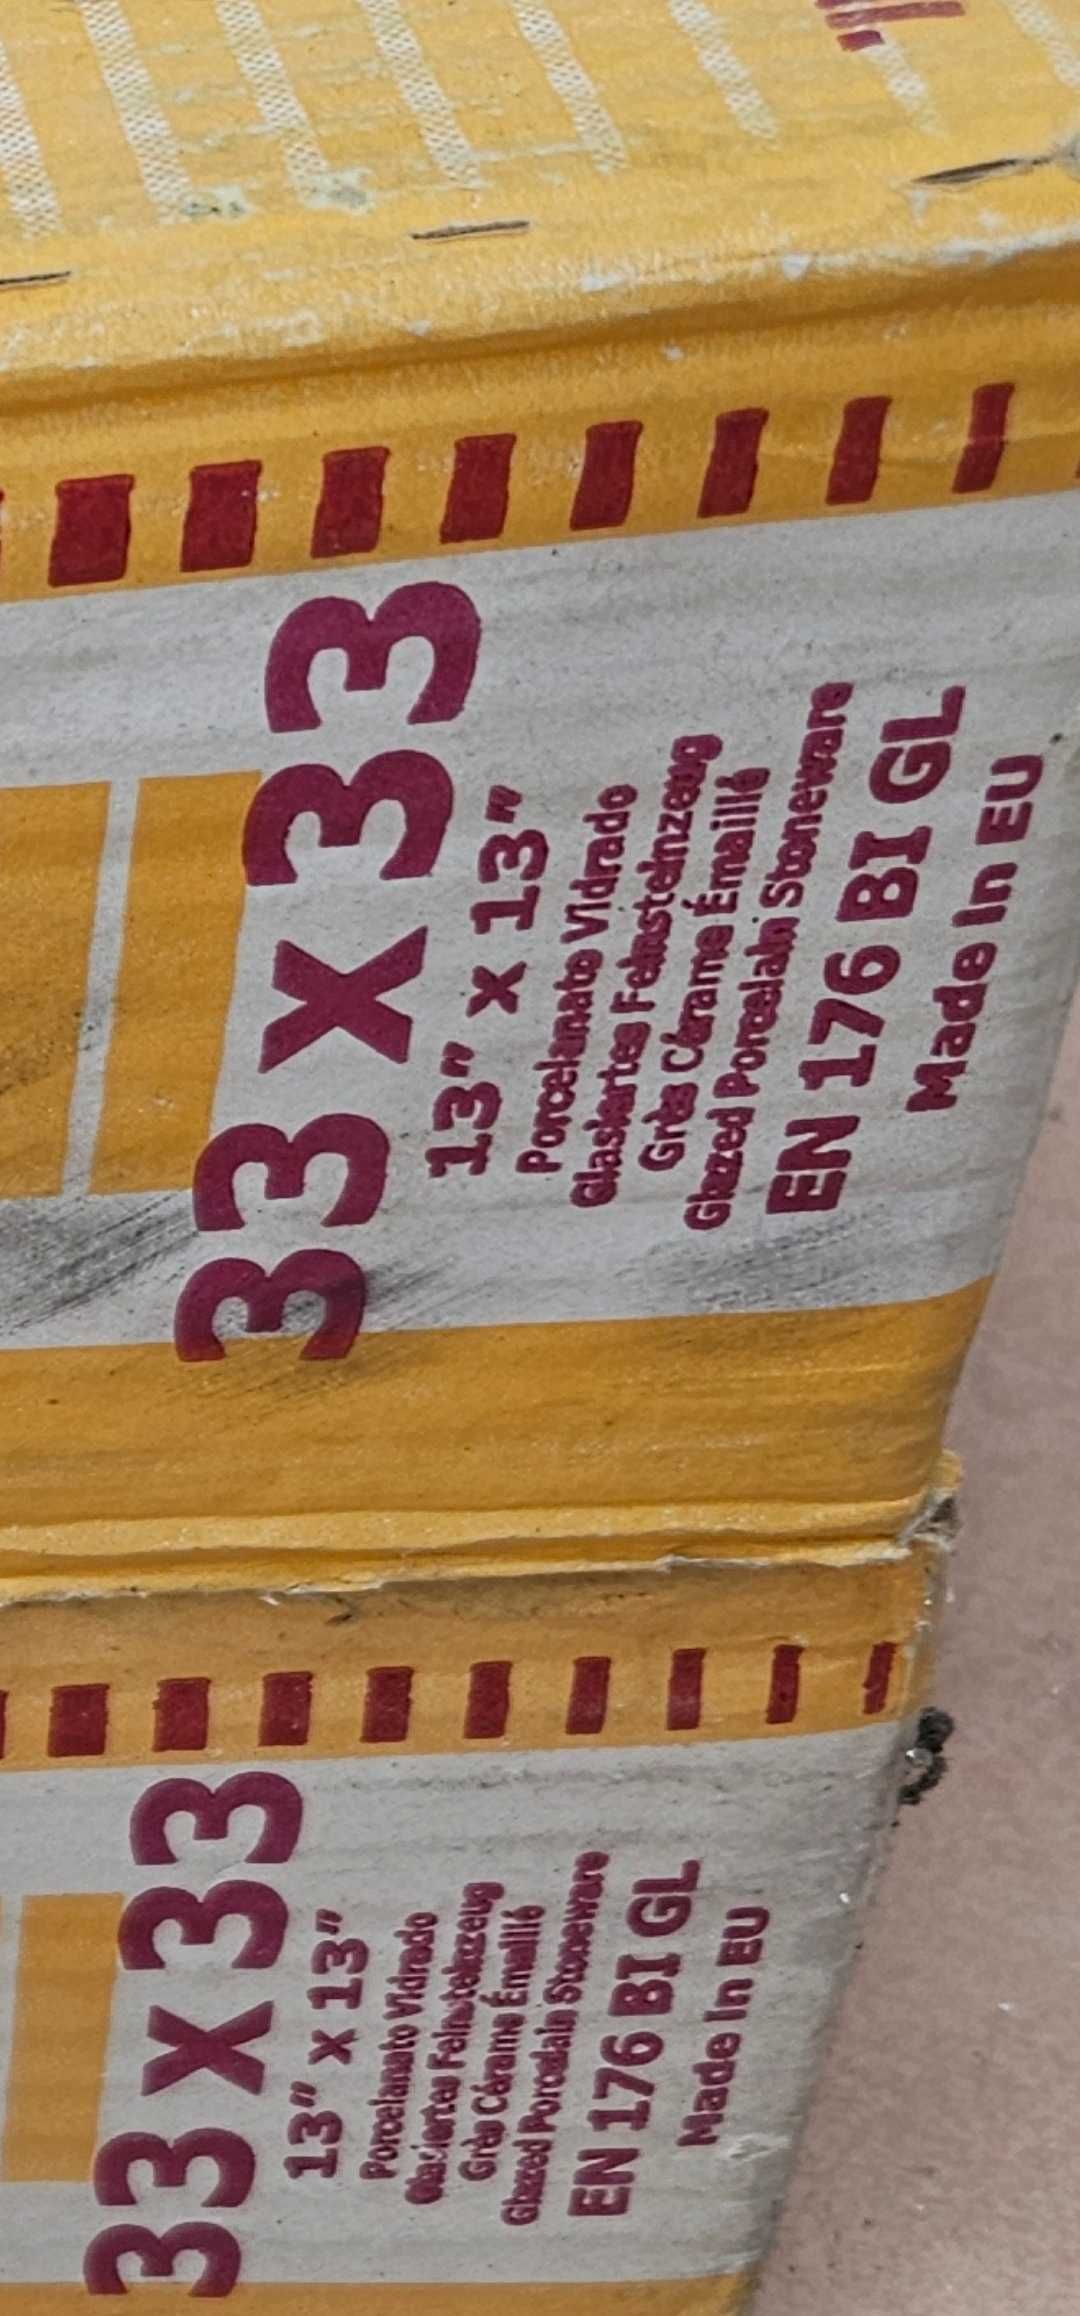 33 x 33
13" x 13"
Porcelanato Vidrado
Glasiertes Feinsteinzeug
Grès Cérame Émaillé
Glazed Porcelain Stoneware
EN 176 BI GL
Made In EU
33 x 33
13" x 13"
Porcelanato Vidrado
Glasiertes Feinsteinzeug
Grès Cérame Émaillé
Glazed Porcelain Stoneware
EN 176 BI GL
Made In EU